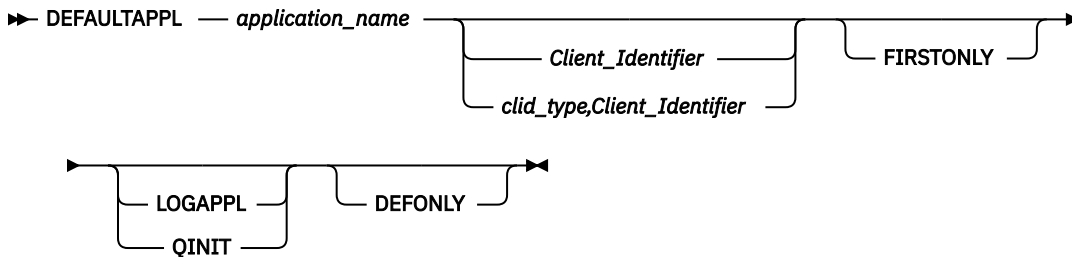 DEFAULTAPPL application_name
Client_Identifier
clid_type,Client_Identifier
FIRSTONLY
LOGAPPL
QINIT
DEFONLY